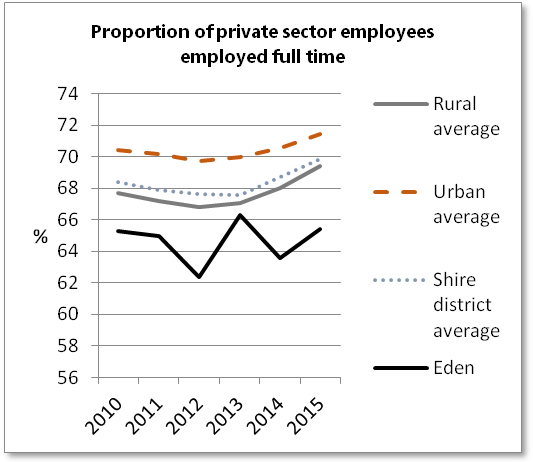 Proportion of private sector employees
employed full time
74
72
70
68
66
64
62
60
58
56
%
2010
2011
2012
2013
2014
2015
Rural
average
Urban
average
Shire
district
average
Eden